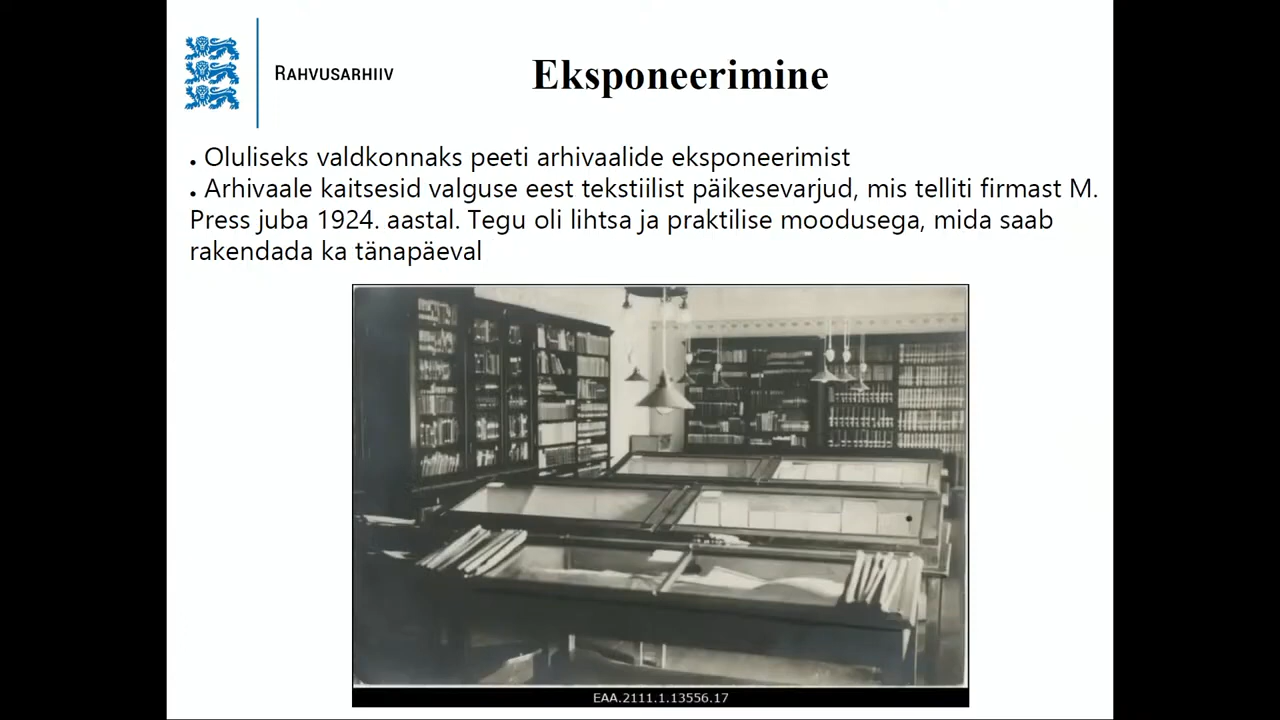 RAHVUSARHIIV
Eksponeerimine
• Oluliseks valdkonnaks peeti arhivaalide eksponeerimist
• Arhivaale kaitsesid valguse eest tekstiilist päikesevarjud, mis telliti firmast M.
Press juba 1924. aastal. Tegu oli lihtsa ja praktilise moodusega, mida saab
rakendada ka tänapäeval
EAA.2111.1.13556.17